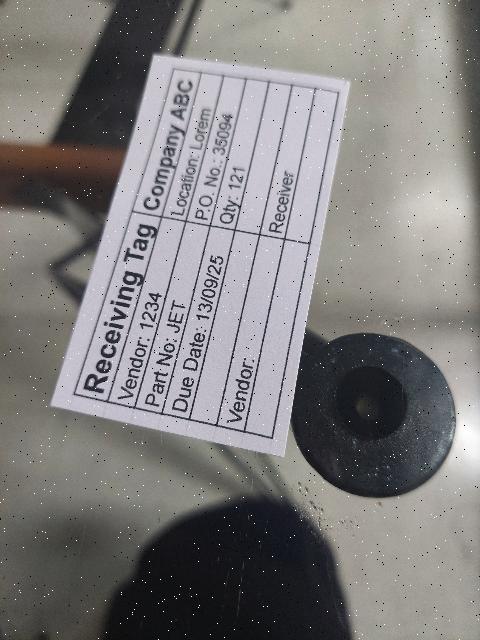 Receiving Tag Company ABC
Vendor: 1234 Location: Lorem
Part No: JET P.O. No.: 35094
Due Date: 13/09/25 Qty: 121
Vendor: Receiver